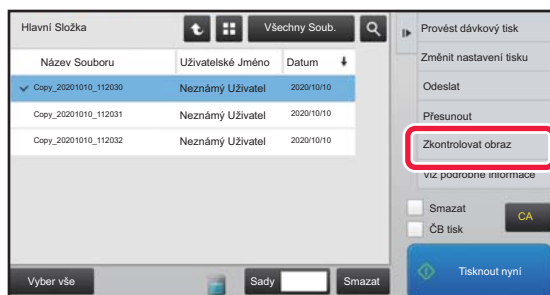 Hlavní Složka
Všechny Soub.
Název Souboru Uživatelské Jméno Datum
Copy_20201010_112030 Neznámý Uživatel 2020/10/10
Copy_20201010_112031 Neznámý Uživatel 2020/10/10
Copy_20201010_112032 Neznámý Uživatel 2020/10/10
Vyber vše
Sady
Smazat
Provést dávkový tisk
Změnit nastavení tisku
Odeslat
Přesunout
Zkontrolovat obraz
Viz podrobné informace
Smazat
ČB tisk
CA
Tisknout nyní